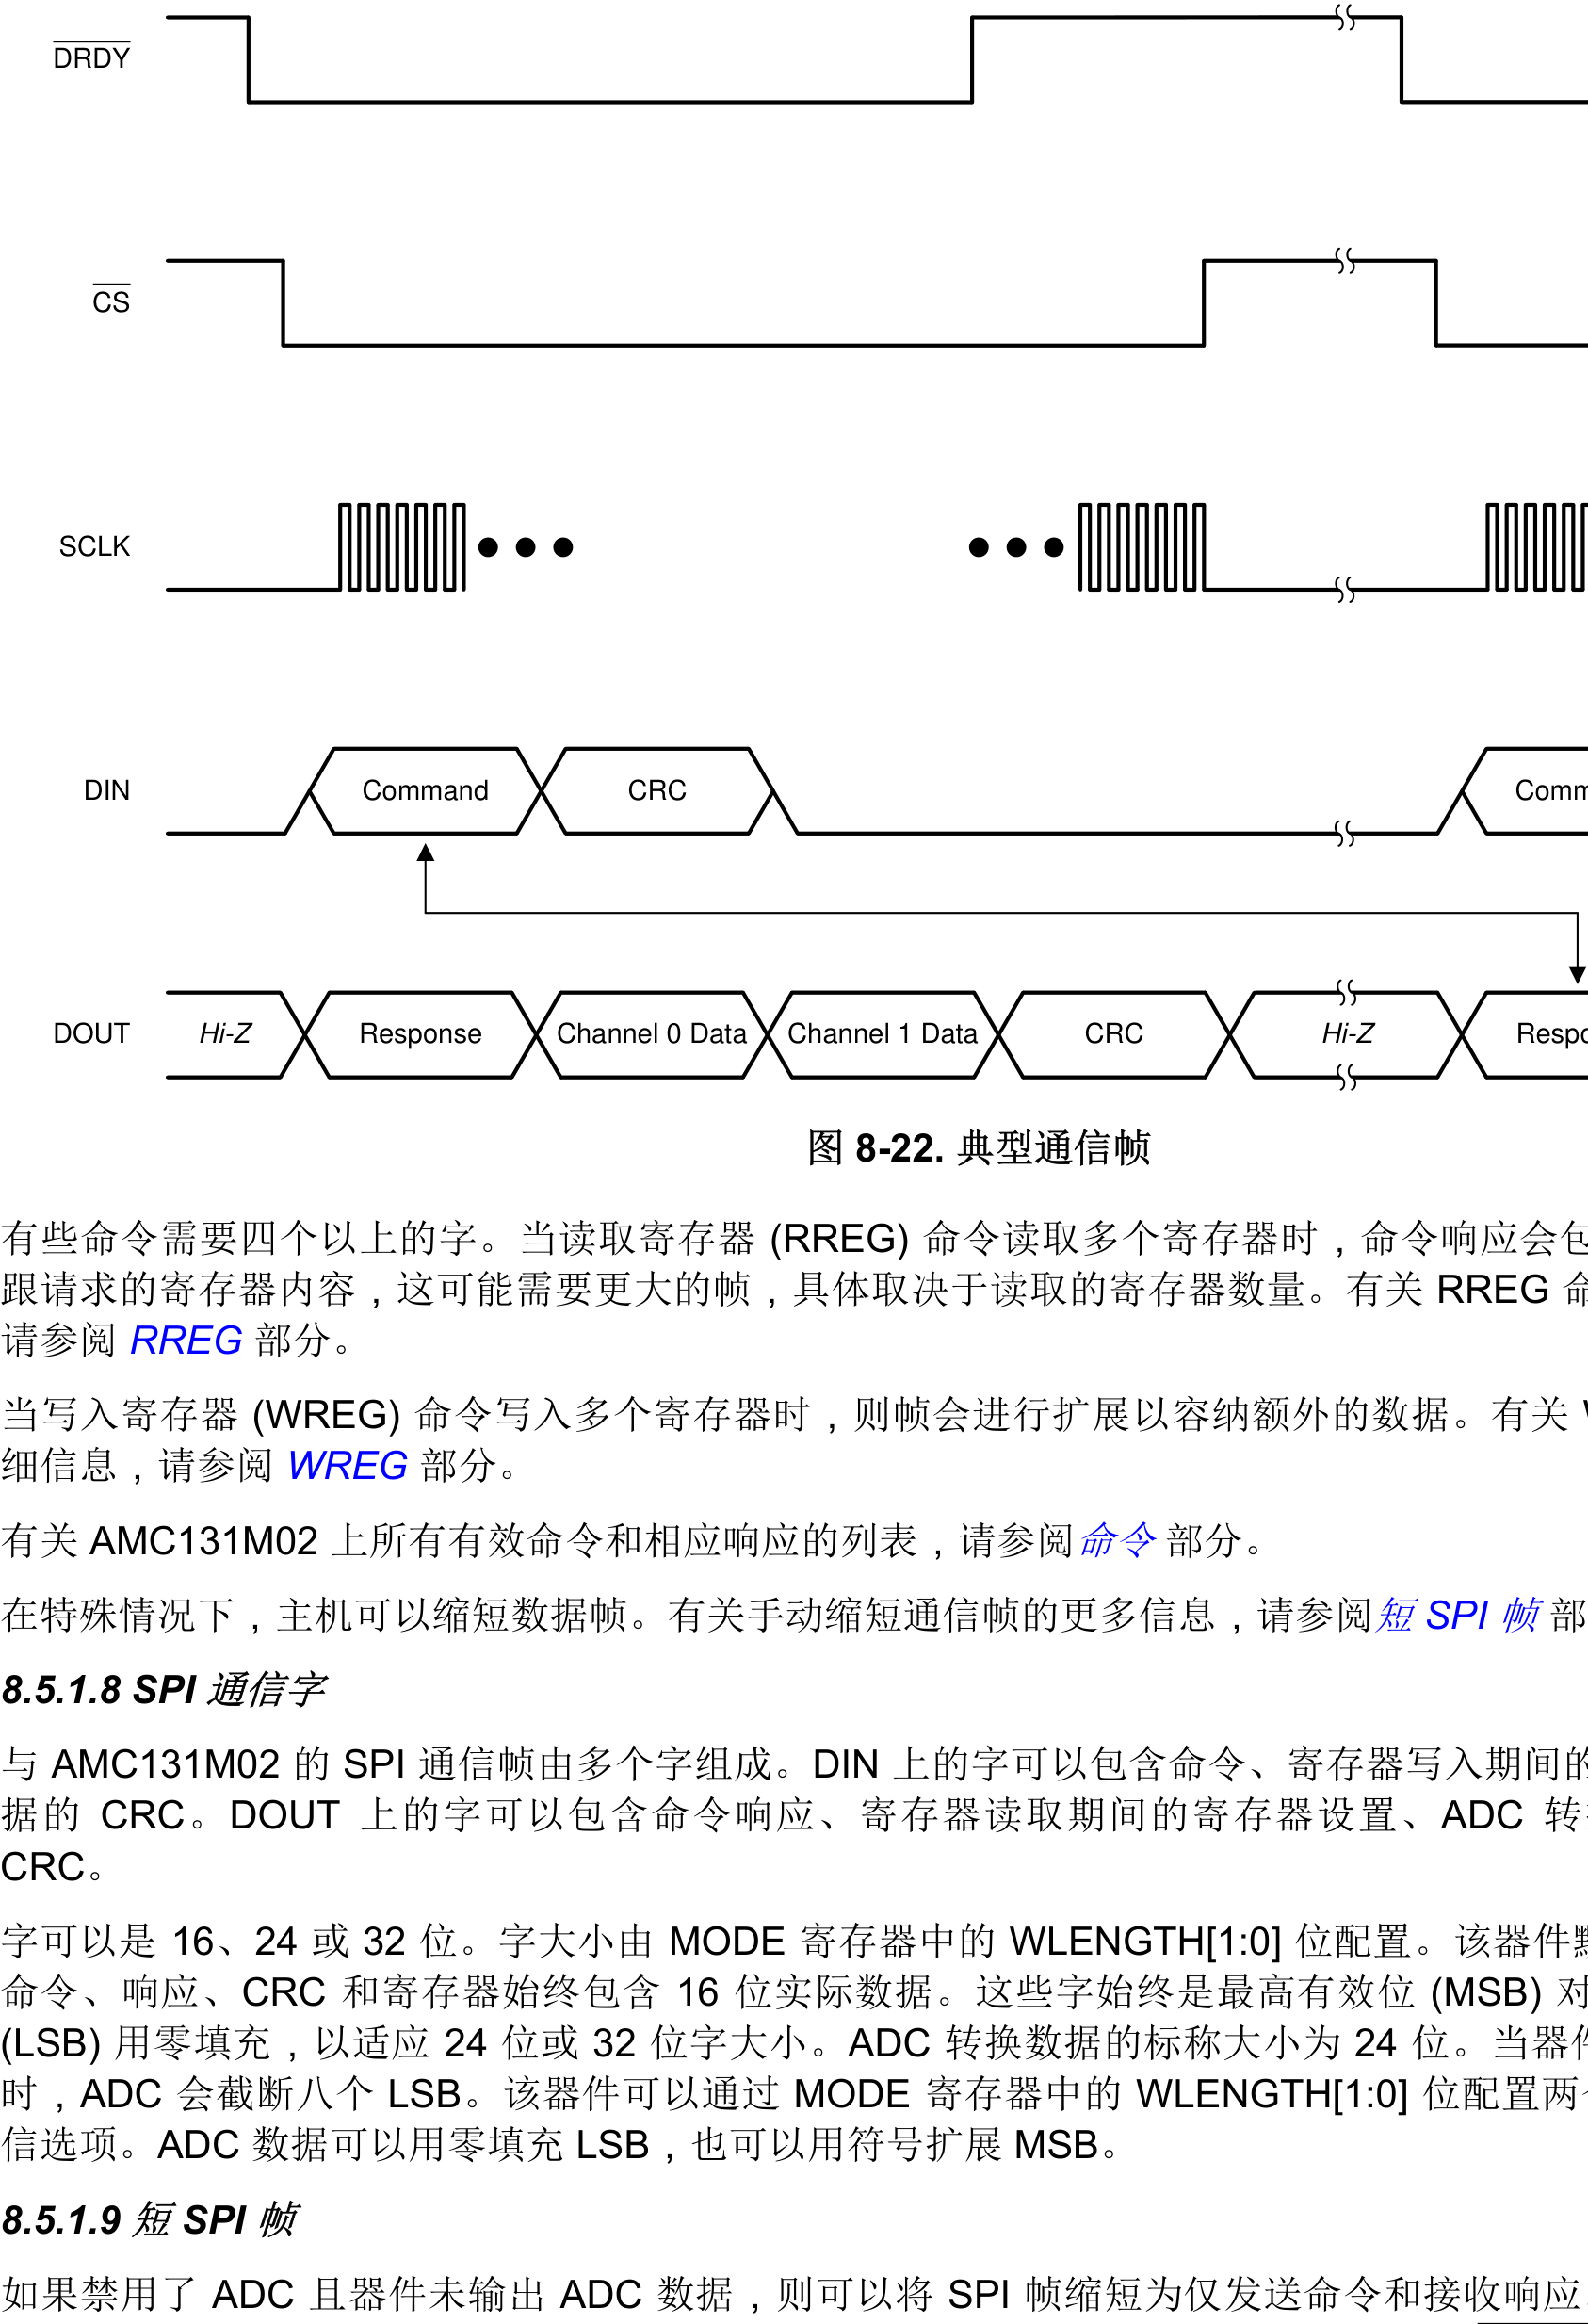 DRDY
CS
SCLK
DIN
Command CRC Comm
DOUT
Hi-Z Response Channel 0 Data Channel 1 Data CRC Hi-Z Respo
图 8-22. 典型通信帧
有些命令需要四个以上的字。当读取寄存器 (RREG) 命令读取多个寄存器时，命令响应会包
跟请求的寄存器内容，这可能需要更大的帧，具体取决于读取的寄存器数量。有关 RREG 命
请参阅 RREG 部分。
当写入寄存器 (WREG) 命令写入多个寄存器时，则帧会进行扩展以容纳额外的数据。有关
细信息，请参阅 WREG 部分。
有关 AMC131M02 上所有有效命令和相应响应的列表，请参阅命令 部分。
在特殊情况下，主机可以缩短数据帧。有关手动缩短通信帧的更多信息，请参阅短 SPI 帧 部
8.5.1.8 SPI 通信字
与 AMC131M02 的 SPI 通信帧由多个字组成。DIN 上的字可以包含命令、寄存器写入期间的
据的 CRC。DOUT 上的字可以包含命令响应、寄存器读取期间的寄存器设置、ADC 转
CRC。
字可以是 16、24 或 32 位。字大小由 MODE 寄存器中的 WLENGTH[1:0] 位配置。该器件默
命令、响应、CRC 和寄存器始终包含 16 位实际数据。这些字始终是最高有效位 (MSB) 对
(LSB) 用零填充，以适应 24 位或 32 位字大小。ADC 转换数据的标称大小为 24 位。当器件
时，ADC 会截断八个 LSB。该器件可以通过 MODE 寄存器中的 WLENGTH[1:0] 位配置两
信选项。ADC 数据可以用零填充 LSB，也可以用符号扩展 MSB。
8.5.1.9 短 SPI 帧
如果禁用了 ADC 且器件未输出 ADC 数据，则可以将 SPI 帧缩短为仅发送命令和接收响应